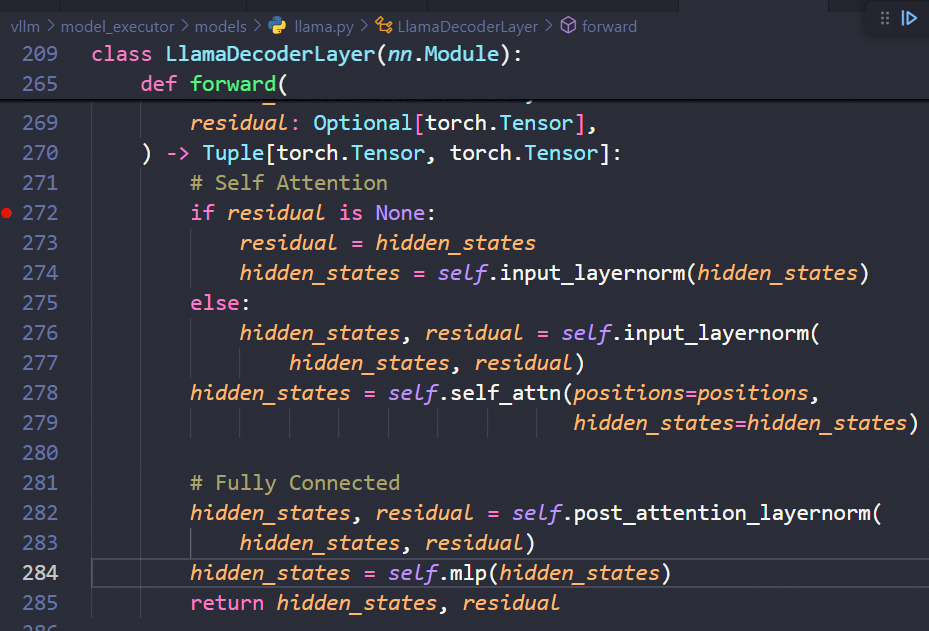 vllm > model_executor > models > llama.py > LlamaDecoderLayer > forward
209 class LlamaDecoderLayer(nn.Module):
265     def forward(
269         residual: Optional[torch.Tensor],
270     ) -> Tuple[torch.Tensor, torch.Tensor]:
271         # Self Attention
272         if residual is None:
273             residual = hidden_states
274             hidden_states = self.input_layernorm(hidden_states)
275         else:
276             hidden_states, residual = self.input_layernorm(
277                 hidden_states, residual)
278         hidden_states = self.self_attn(positions=positions,
279                                        hidden_states=hidden_states)
280
281         # Fully Connected
282         hidden_states, residual = self.post_attention_layernorm(
283             hidden_states, residual)
284         hidden_states = self.mlp(hidden_states)
285         return hidden_states, residual